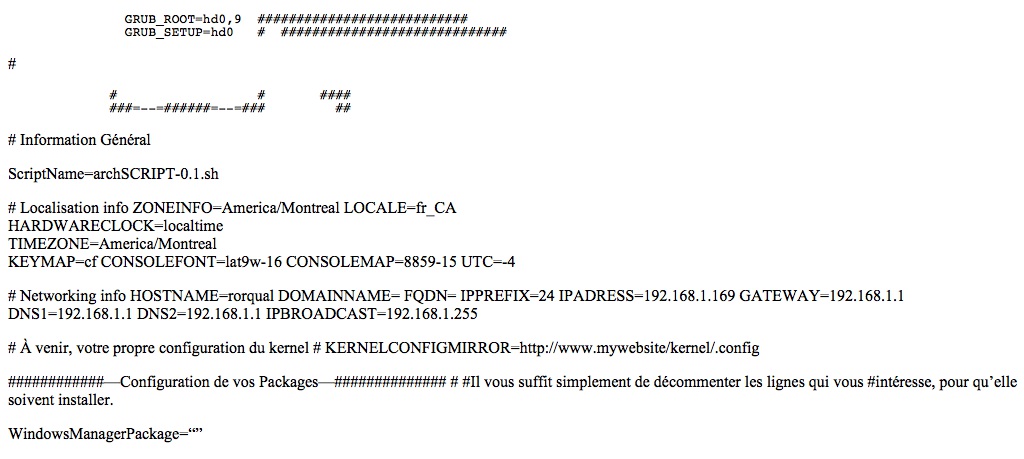 GRUB_ROOT=hd0,9  ###########################
GRUB_SETUP=hd0   #  #############################
#
#                  #       ####
###=--=######=--=###         ##
# Information Général
ScriptName=archSCRIPT-0.1.sh
# Localisation info ZONEINFO=America/Montreal LOCALE=fr_CA
HARDWARECLOCK=localtime
TIMEZONE=America/Montreal
KEYMAP=cf CONSOLEFONT=lat9w-16 CONSOLEMAP=8859-15 UTC=-4
# Networking info HOSTNAME=rorqual DOMAINNAME= FQDN= IPPREFIX=24 IPADRESS=192.168.1.169 GATEWAY=192.168.1.1
DNS1=192.168.1.1 DNS2=192.168.1.1 IPBROADCAST=192.168.1.255
# À venir, votre propre configuration du kernel # KERNELCONFIGMIRROR=http://www.mywebsite/kernel/.config
############—Configuration de vos Packages—############## # #Il vous suffit simplement de décommenter les lignes qui vous #intéresse, pour qu’elle
soivent installer.
WindowsManagerPackage=“”